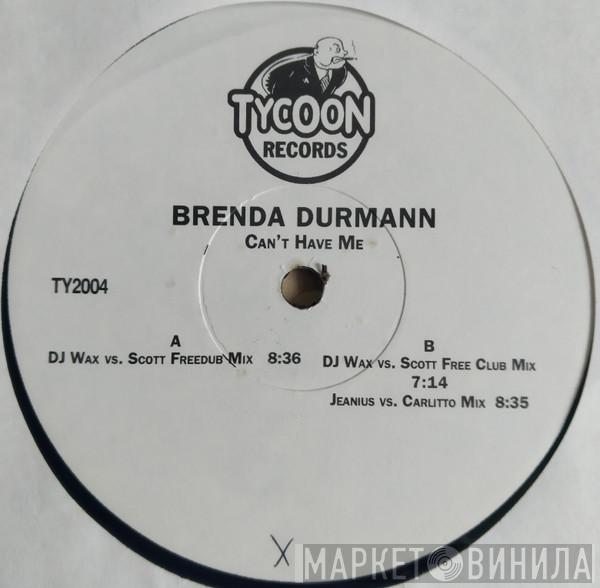 TYCOON
RECORDS
BRENDA DURMANN
CAN'T HAVE ME
TY2004
A
DJ WAX VS. SCOTT FREEDUB MIX 8:36
B
DJ WAX VS. SCOTT FREE CLUB MIX
7:14
JEANIUS VS. CARLITTO MIX 8:35
X
МАРКЕТ ВИНИЛА